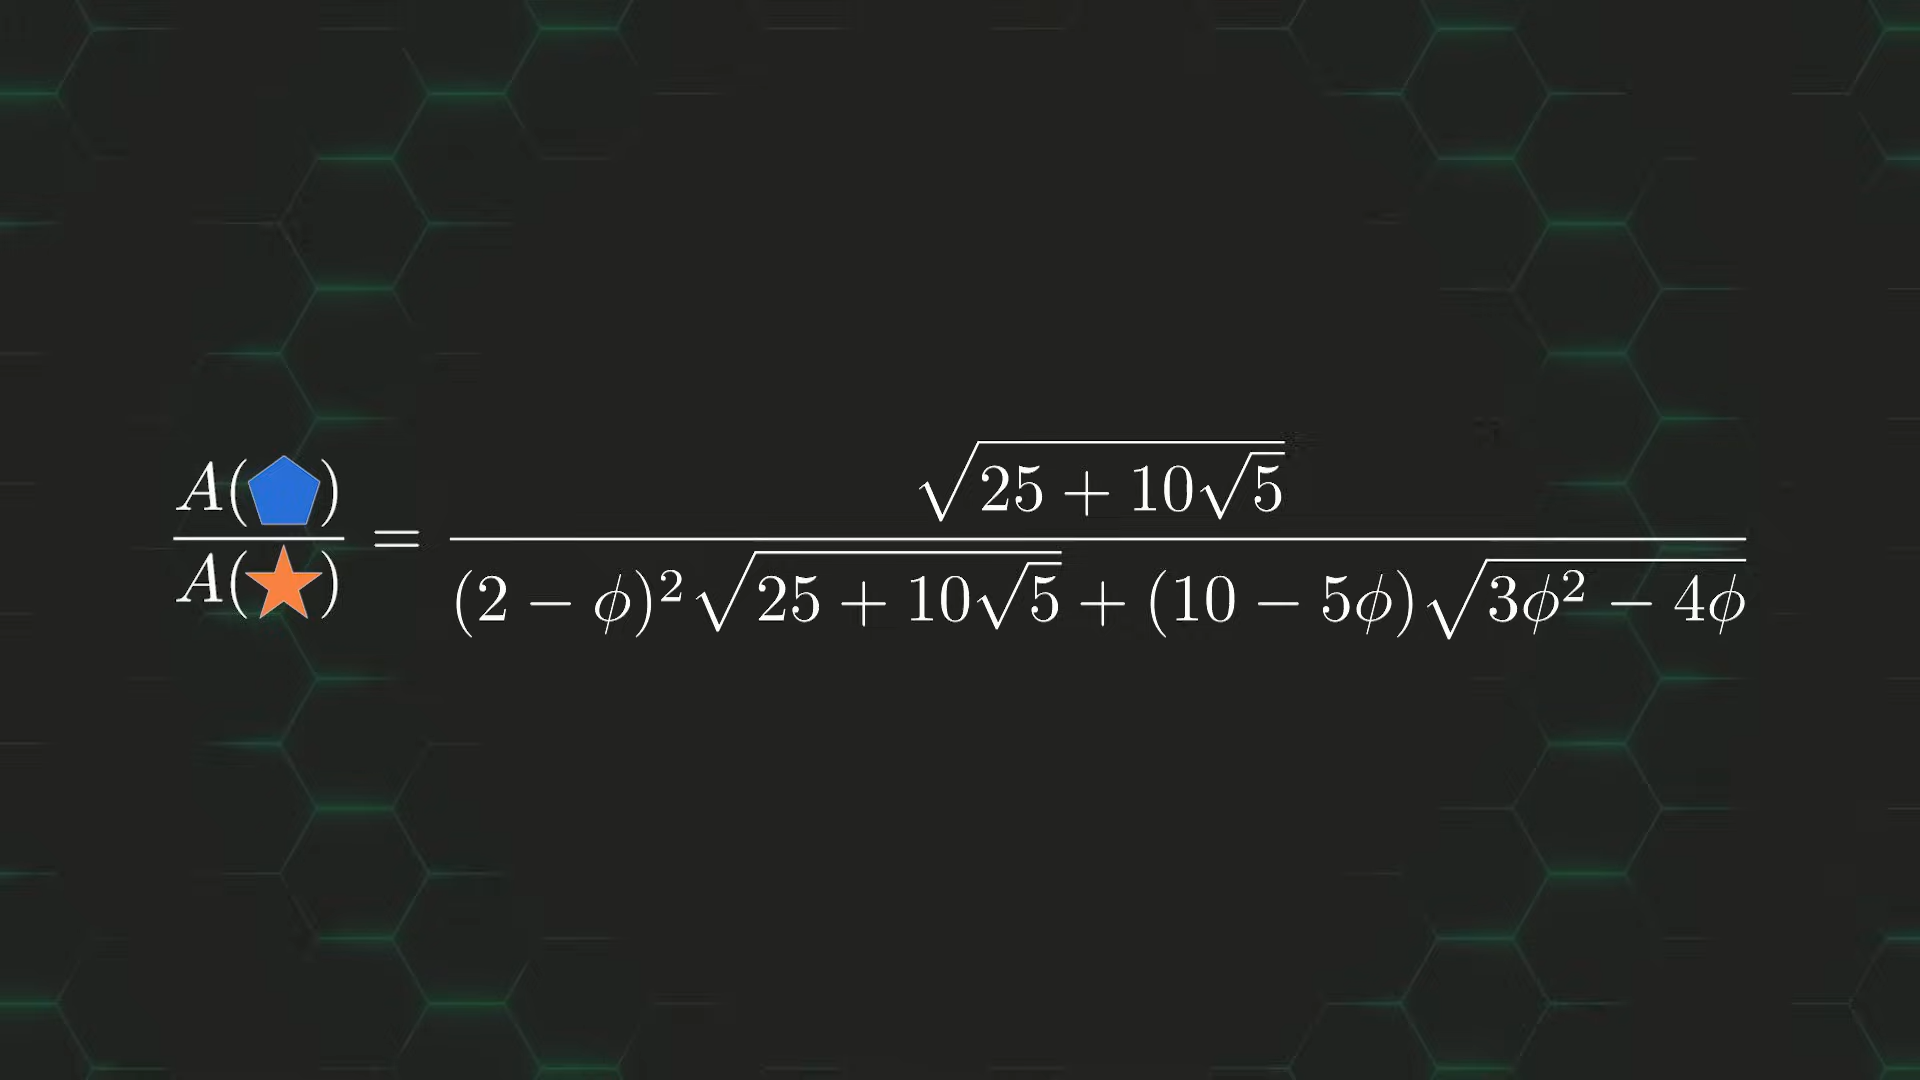 A(⬟)/A(★) = √(25 + 10√5) / ((2 − ϕ)²√(25 + 10√5) + (10 − 5ϕ)√(3ϕ² − 4ϕ))